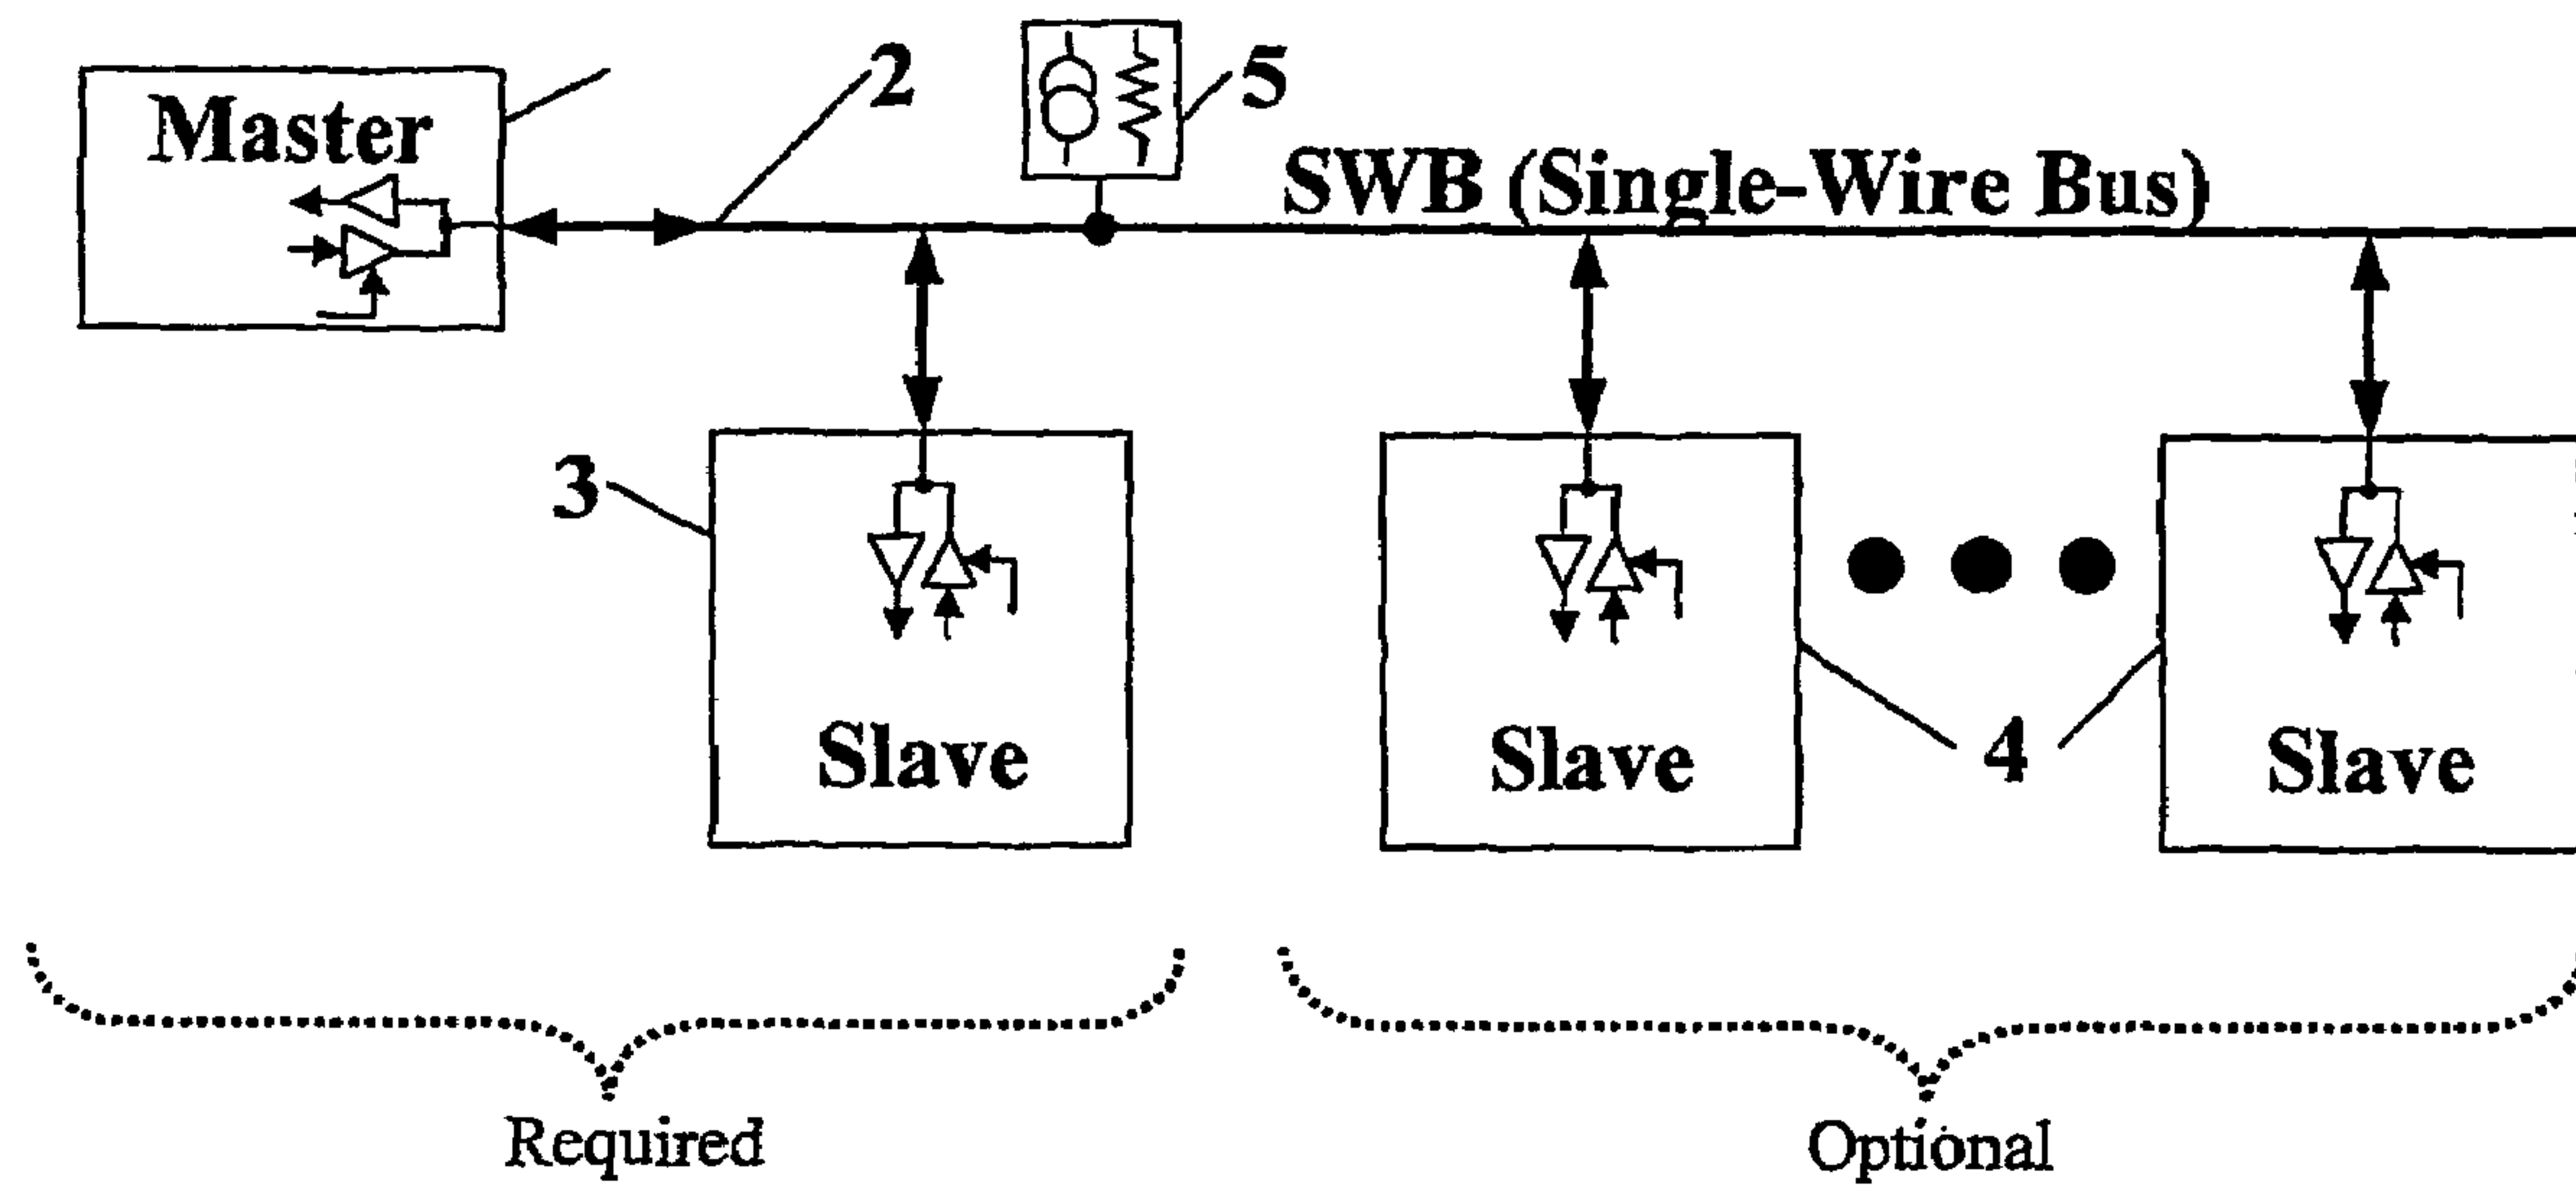 2
5
Master
SWB (Single-Wire Bus)
3
Slave
Slave
4
Slave
Required
Optional